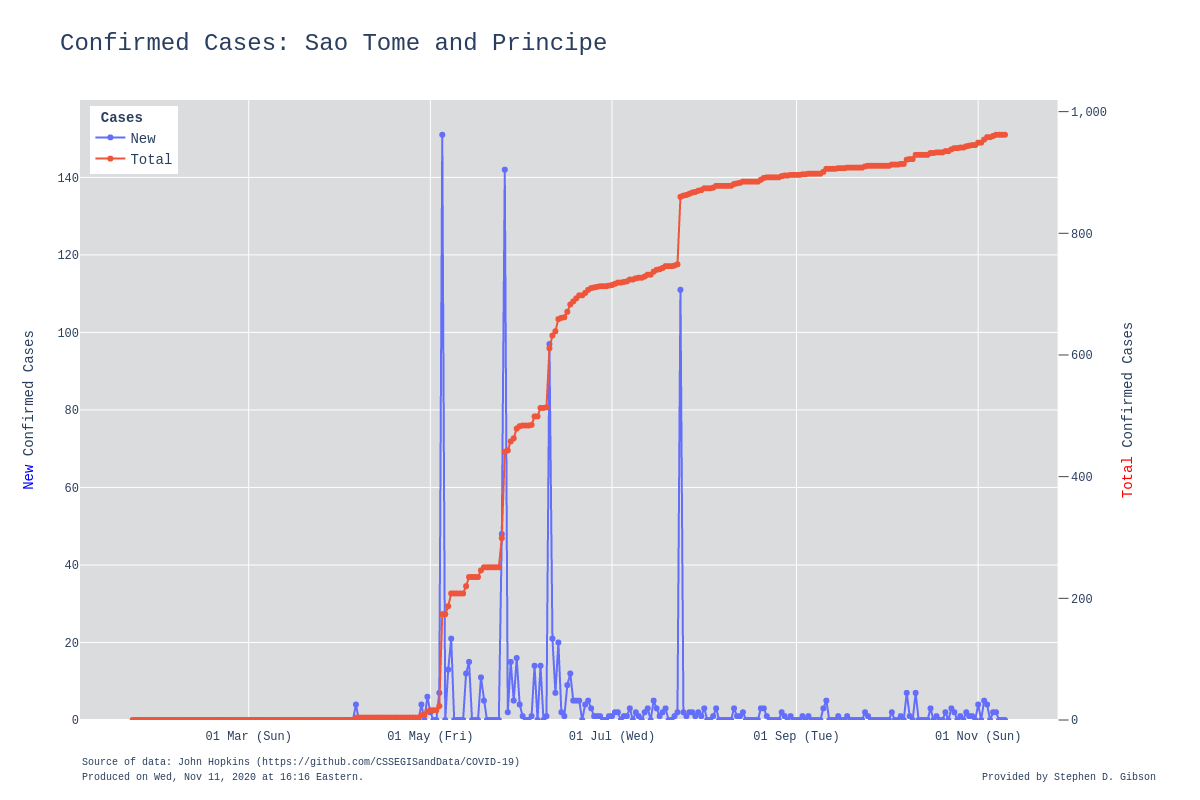 Confirmed Cases: Sao Tome and Principe
Cases
New
Total
140
120
100
80
60
40
20
0
1,000
800
600
400
200
0
New Confirmed Cases
Total Confirmed Cases
01 Mar (Sun)
01 May (Fri)
01 Jul (Wed)
01 Sep (Tue)
01 Nov (Sun)
Source of data: John Hopkins (https://github.com/CSSEGISandData/COVID-19)
Produced on Wed, Nov 11, 2020 at 16:16 Eastern.
Provided by Stephen D. Gibson